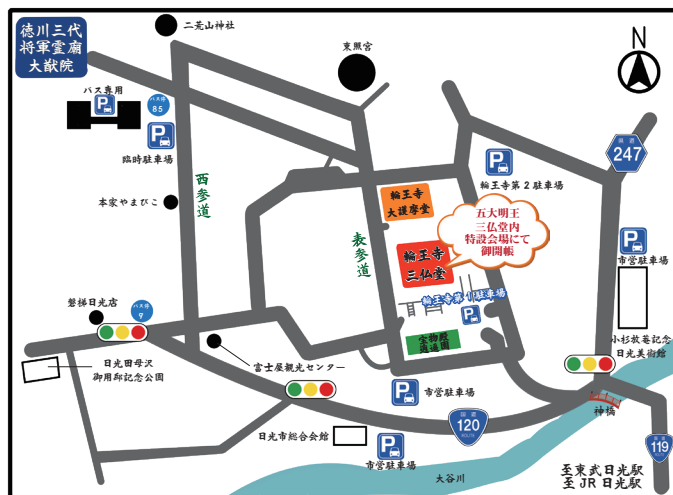 徳川三代
将軍霊廟
大猷院
二荒山神社
東照宮
N
バス専用
P
バス停
85
P
臨時駐車場
西参道
本家やまびこ
表参道
輪王寺
大護摩堂
P
輪王寺第2駐車場
県道
247
五大明王
三仏堂内
特設会場にて
御開帳
輪王寺
三仏堂
P
市営駐車場
輪王寺第1駐車場
P
宝物殿
逍遥園
磐梯日光店
バス停
9
富士屋観光センター
日光田母沢
御用邸記念公園
小杉放菴記念
日光美術館
P
市営駐車場
国道
120
ROUTE
神橋
日光市総合会館
P
市営駐車場
大谷川
国道
119
ROUTE
至東武日光駅
至JR日光駅